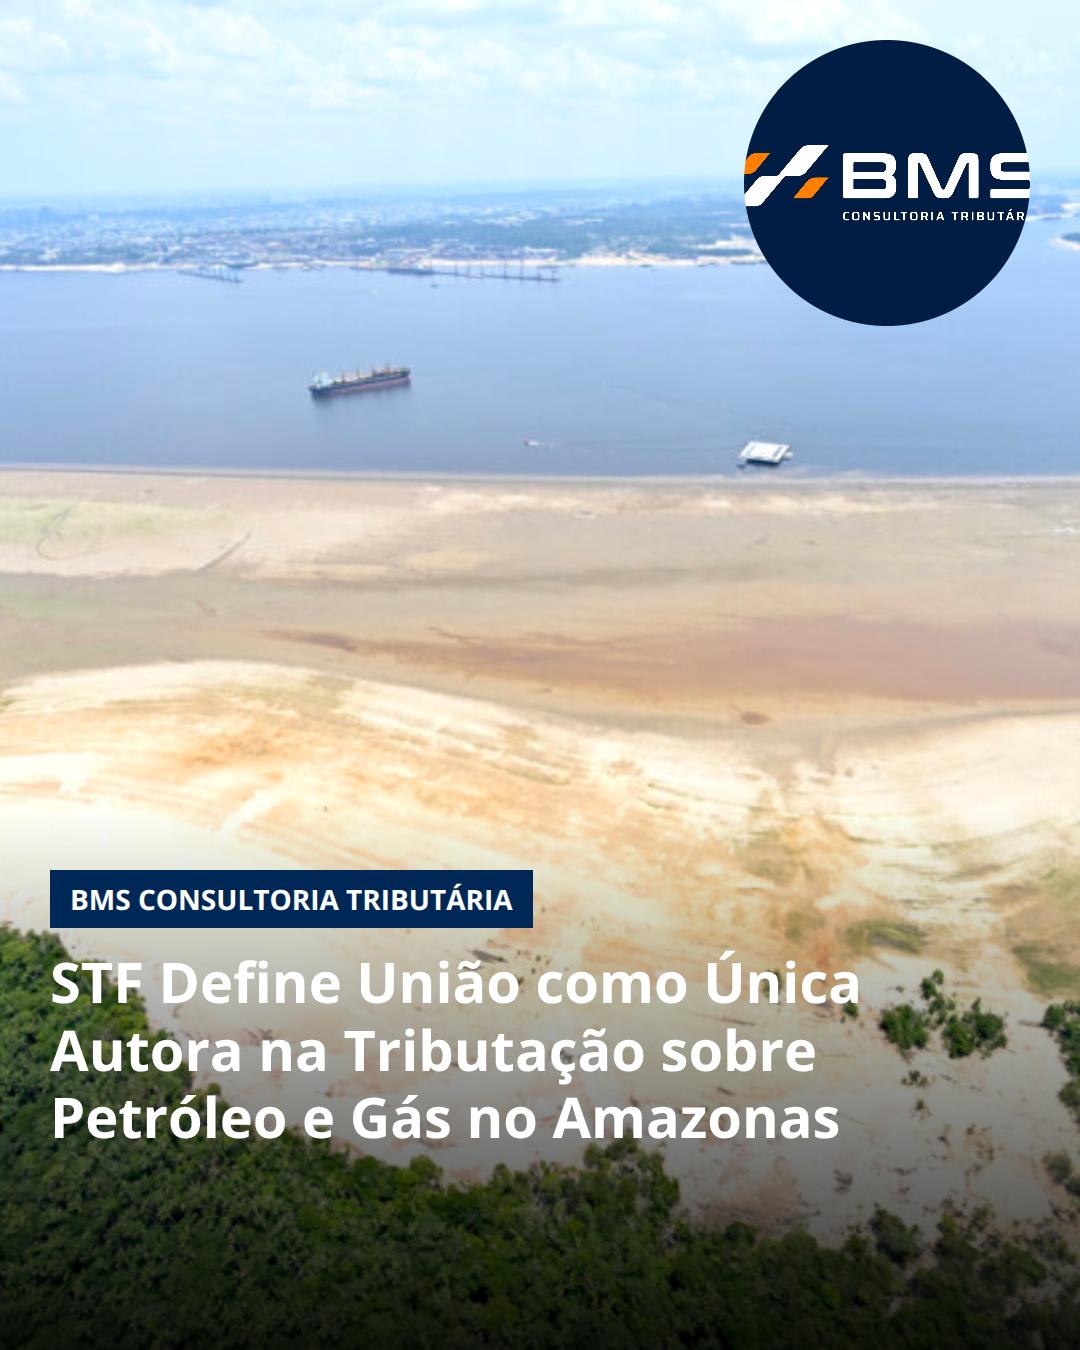 BMS
CONSULTORIA TRIBUTÁR
BMS CONSULTORIA TRIBUTÁRIA
STF Define União como Única
Autora na Tributação sobre
Petróleo e Gás no Amazonas